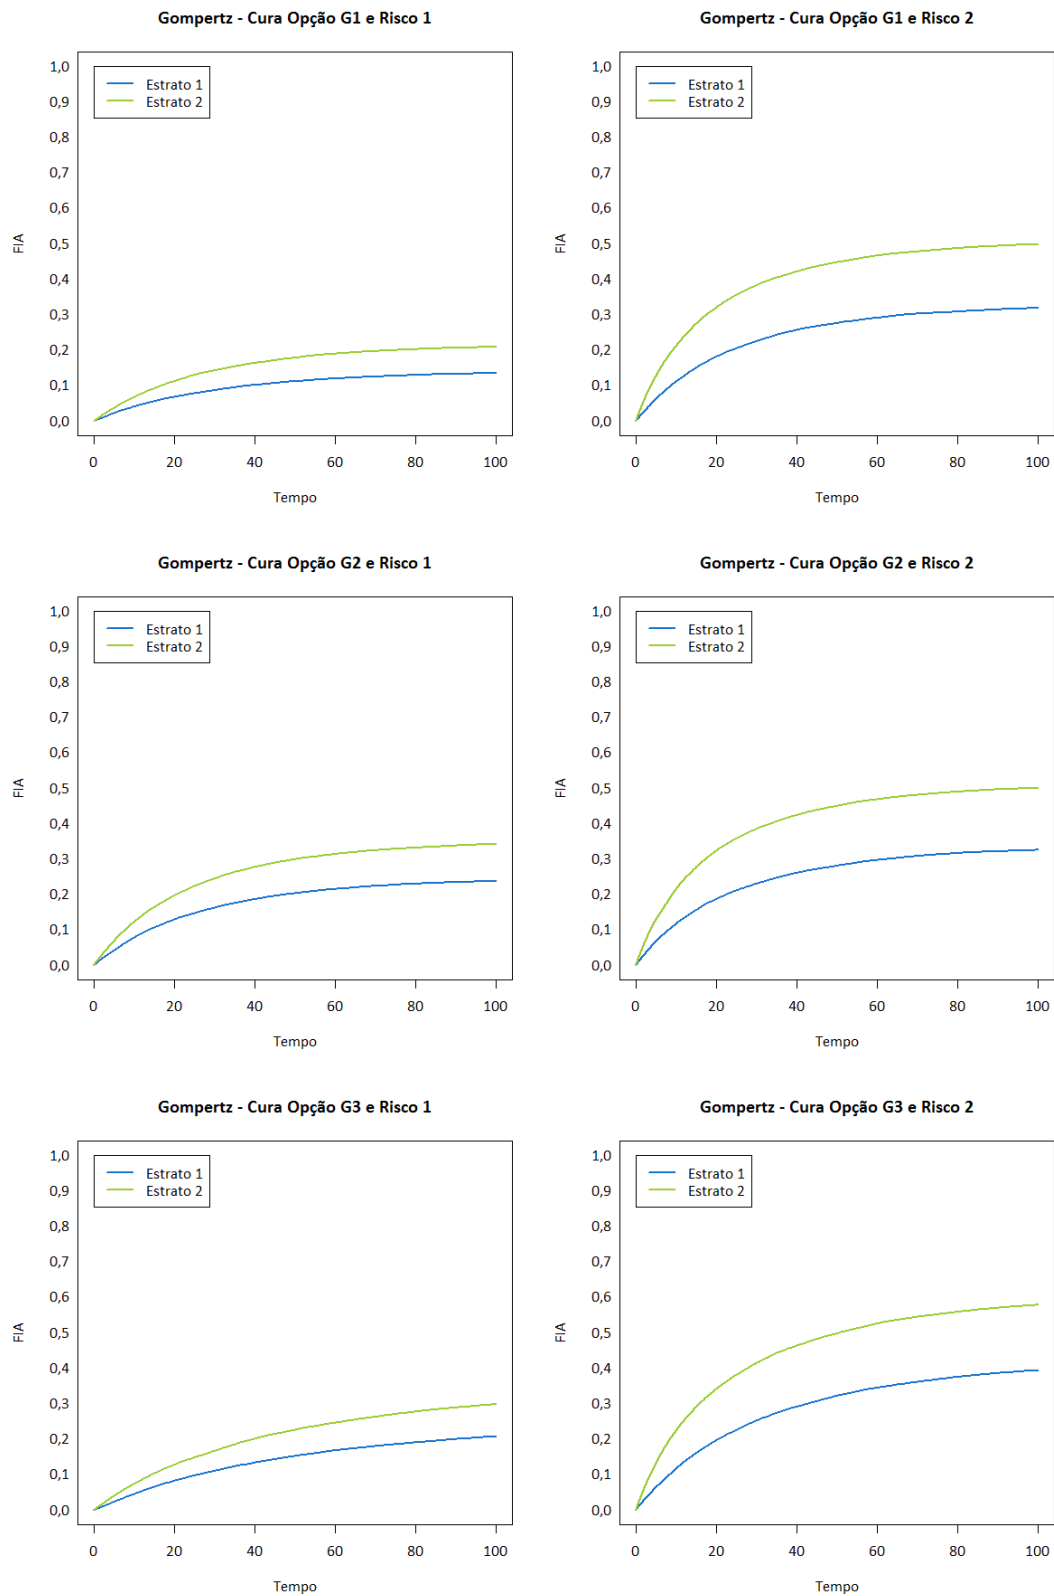 Gompertz - Cura Opção G1 e Risco 1
1,0
0,9
0,8
0,7
0,6
0,5
0,4
0,3
0,2
0,1
0,0
FIA
Estrato 1
Estrato 2
0 20 40 60 80 100
Tempo
Gompertz - Cura Opção G1 e Risco 2
1,0
0,9
0,8
0,7
0,6
0,5
0,4
0,3
0,2
0,1
0,0
FIA
Estrato 1
Estrato 2
0 20 40 60 80 100
Tempo
Gompertz - Cura Opção G2 e Risco 1
1,0
0,9
0,8
0,7
0,6
0,5
0,4
0,3
0,2
0,1
0,0
FIA
Estrato 1
Estrato 2
0 20 40 60 80 100
Tempo
Gompertz - Cura Opção G2 e Risco 2
1,0
0,9
0,8
0,7
0,6
0,5
0,4
0,3
0,2
0,1
0,0
FIA
Estrato 1
Estrato 2
0 20 40 60 80 100
Tempo
Gompertz - Cura Opção G3 e Risco 1
1,0
0,9
0,8
0,7
0,6
0,5
0,4
0,3
0,2
0,1
0,0
FIA
Estrato 1
Estrato 2
0 20 40 60 80 100
Tempo
Gompertz - Cura Opção G3 e Risco 2
1,0
0,9
0,8
0,7
0,6
0,5
0,4
0,3
0,2
0,1
0,0
FIA
Estrato 1
Estrato 2
0 20 40 60 80 100
Tempo